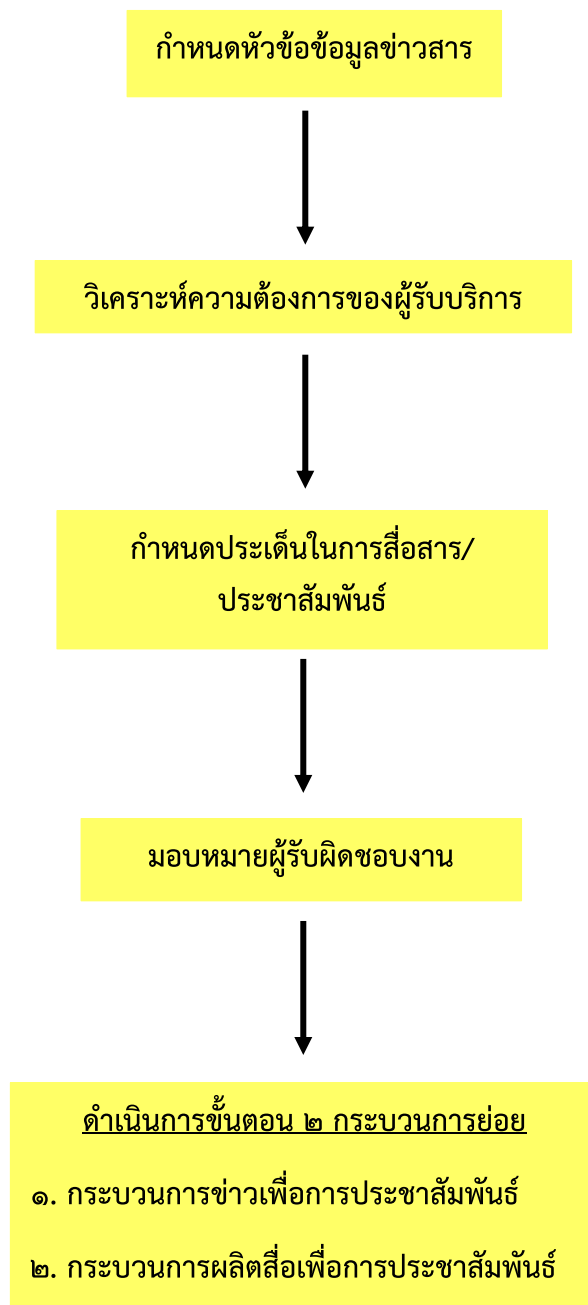 กำหนดหัวข้อข้อมูลข่าวสาร
วิเคราะห์ความต้องการของผู้รับบริการ
กำหนดประเด็นในการสื่อสาร/
ประชาสัมพันธ์
มอบหมายผู้รับผิดชอบงาน
ดำเนินการขั้นตอน ๒ กระบวนการย่อย
๑. กระบวนการข่าวเพื่อการประชาสัมพันธ์
๒. กระบวนการผลิตสื่อเพื่อการประชาสัมพันธ์